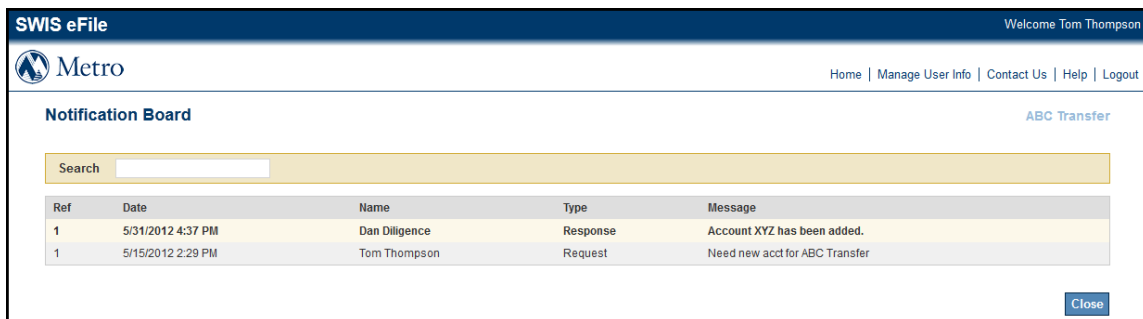 SWIS eFile Welcome Tom Thompson
Metro
Home | Manage User Info | Contact Us | Help | Logout
Notification Board ABC Transfer
Search
Ref Date Name Type Message
1 5/31/2012 4:37 PM Dan Diligence Response Account XYZ has been added.
1 5/15/2012 2:29 PM Tom Thompson Request Need new acct for ABC Transfer
Close